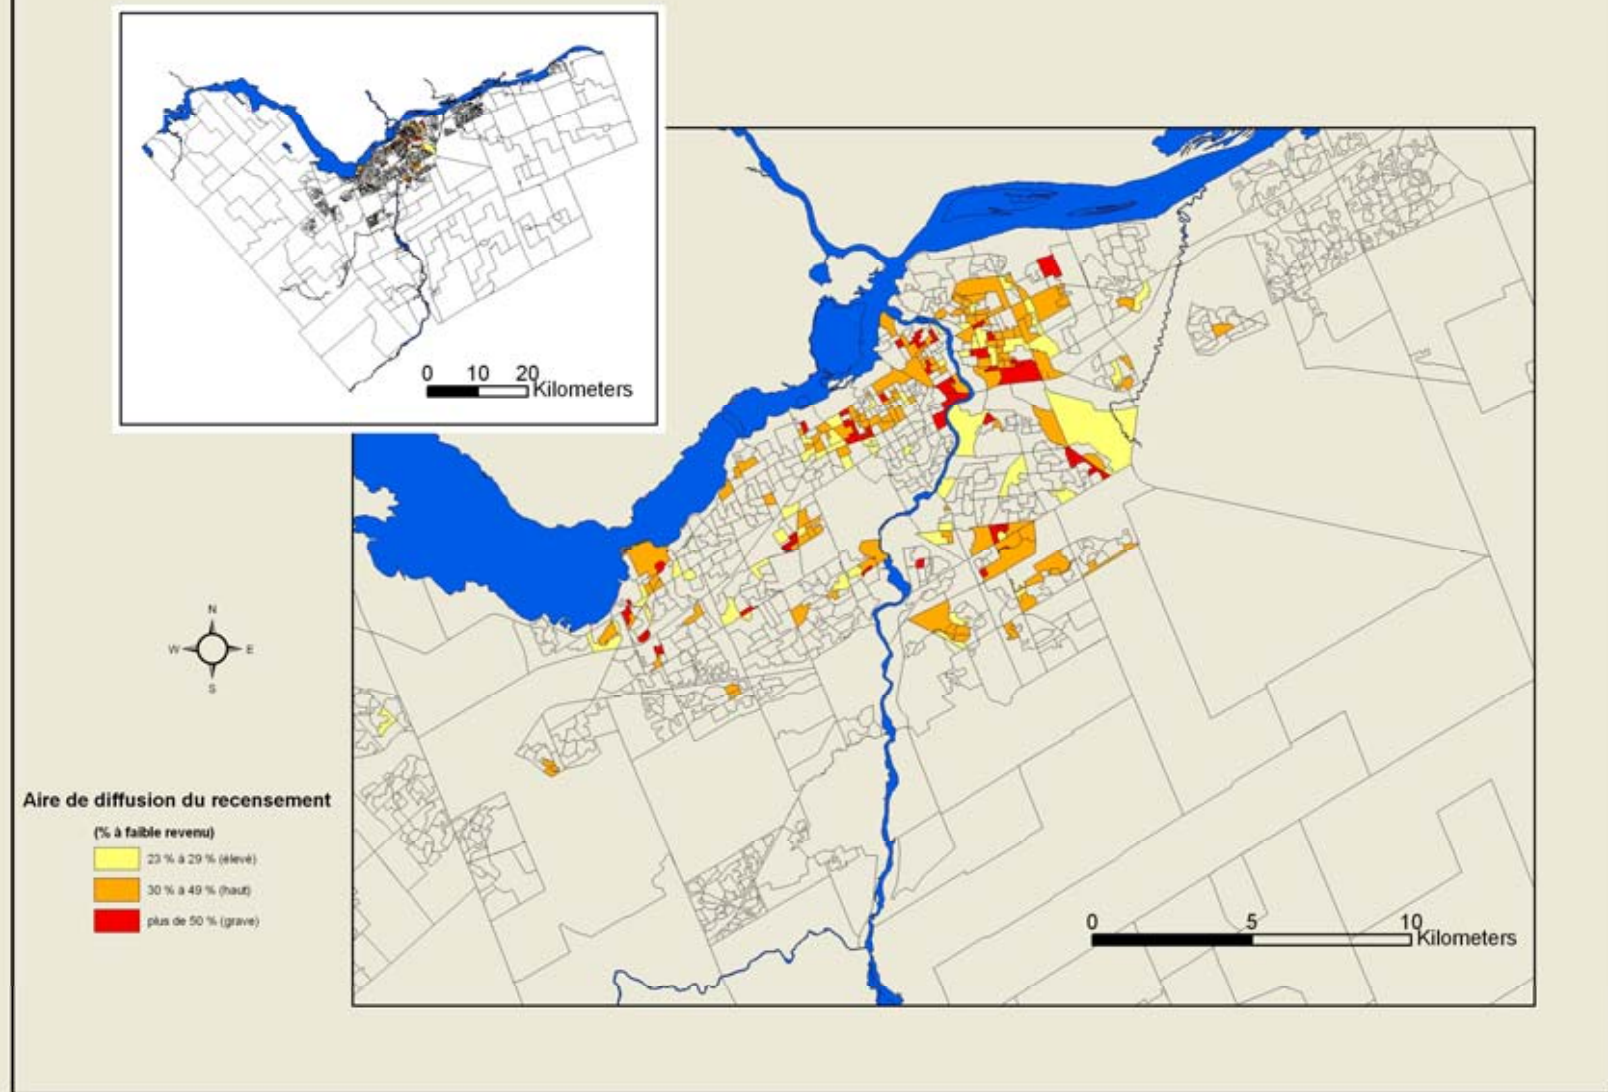 0 10 20
Kilometers
N
W E
S
Aire de diffusion du recensement
(% à faible revenu)
23 % à 29 % (élevé)
30 % à 49 % (haut)
plus de 50 % (grave)
0 5 10
Kilometers